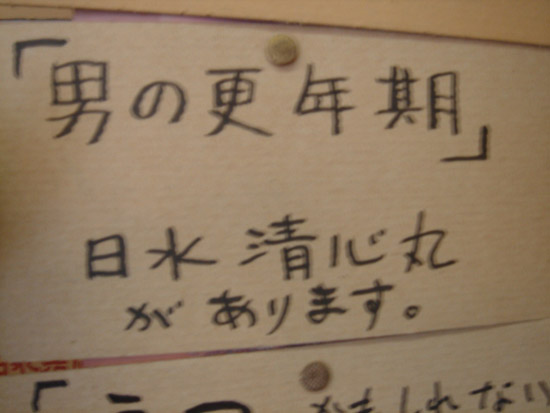 「男の更年期」
日水清心丸
があります。